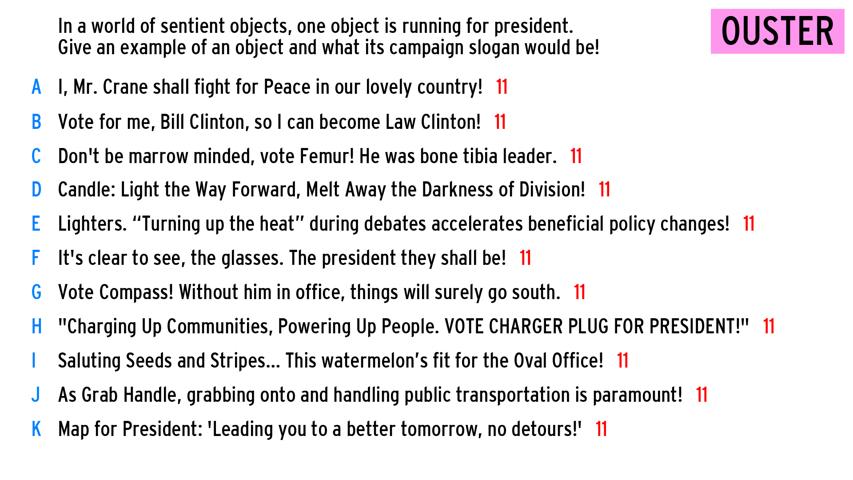 In a world of sentient objects, one object is running for president.
Give an example of an object and what its campaign slogan would be!
OUSTER
A I, Mr. Crane shall fight for Peace in our lovely country! 11
B Vote for me, Bill Clinton, so I can become Law Clinton! 11
C Don't be marrow minded, vote Femur! He was bone tibia leader. 11
D Candle: Light the Way Forward, Melt Away the Darkness of Division! 11
E Lighters. “Turning up the heat” during debates accelerates beneficial policy changes! 11
F It's clear to see, the glasses. The president they shall be! 11
G Vote Compass! Without him in office, things will surely go south. 11
H "Charging Up Communities, Powering Up People. VOTE CHARGER PLUG FOR PRESIDENT!" 11
I Saluting Seeds and Stripes... This watermelon’s fit for the Oval Office! 11
J As Grab Handle, grabbing onto and handling public transportation is paramount! 11
K Map for President: 'Leading you to a better tomorrow, no detours!' 11